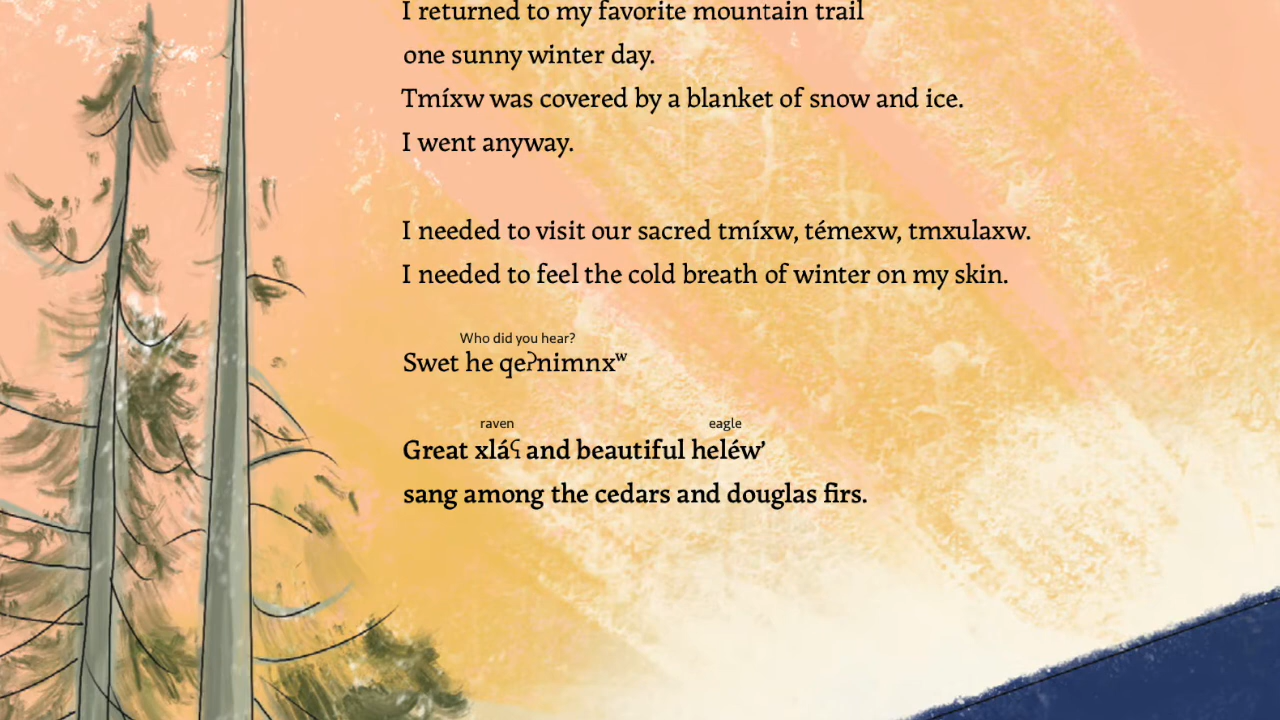 I returned to my favorite mountain trail
one sunny winter day.
Tmíxw was covered by a blanket of snow and ice.
I went anyway.
I needed to visit our sacred tmíxw, témexw, tmxulaxw.
I needed to feel the cold breath of winter on my skin.
Who did you hear?
Swet he qeʔnimnxʷ
raven eagle
Great xláʕ and beautiful heléw’
sang among the cedars and douglas firs.